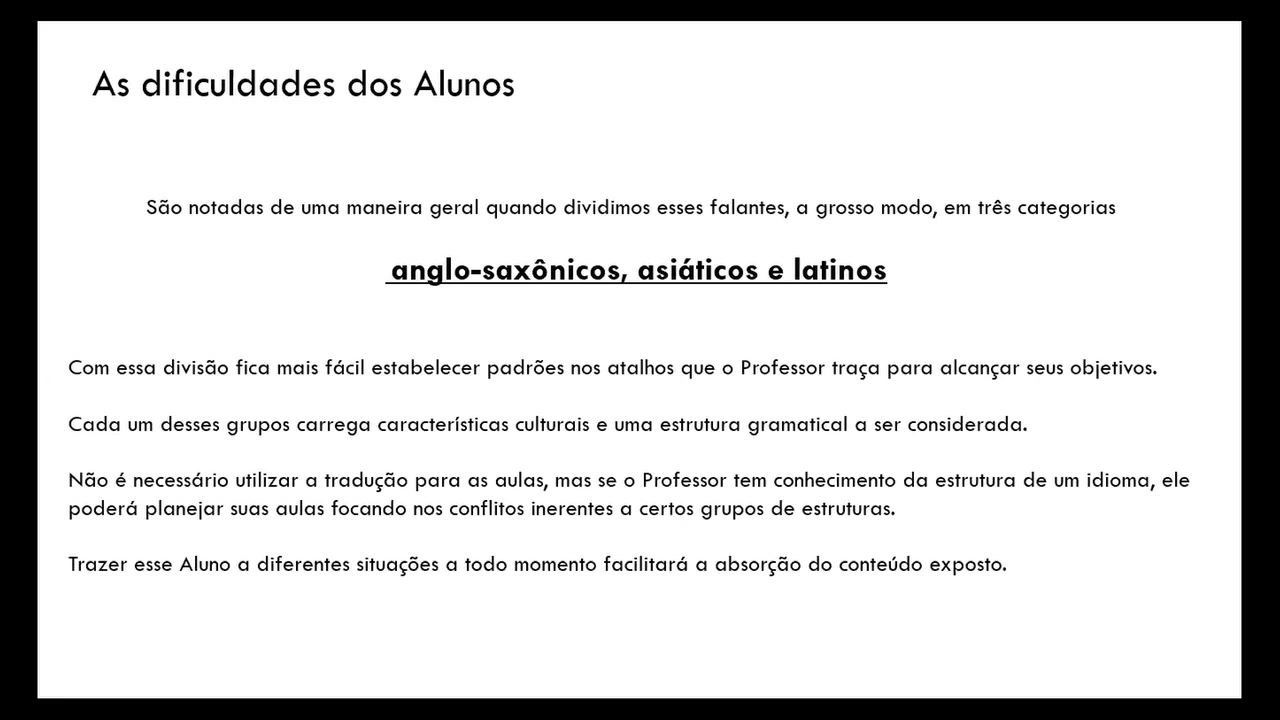 As dificuldades dos Alunos
São notadas de uma maneira geral quando dividimos esses falantes, a grosso modo, em três categorias
anglo-saxônicos, asiáticos e latinos
Com essa divisão fica mais fácil estabelecer padrões nos atalhos que o Professor traça para alcançar seus objetivos.
Cada um desses grupos carrega características culturais e uma estrutura gramatical a ser considerada.
Não é necessário utilizar a tradução para as aulas, mas se o Professor tem conhecimento da estrutura de um idioma, ele
poderá planejar suas aulas focando nos conflitos inerentes a certos grupos de estruturas.
Trazer esse Aluno a diferentes situações a todo momento facilitará a absorção do conteúdo exposto.